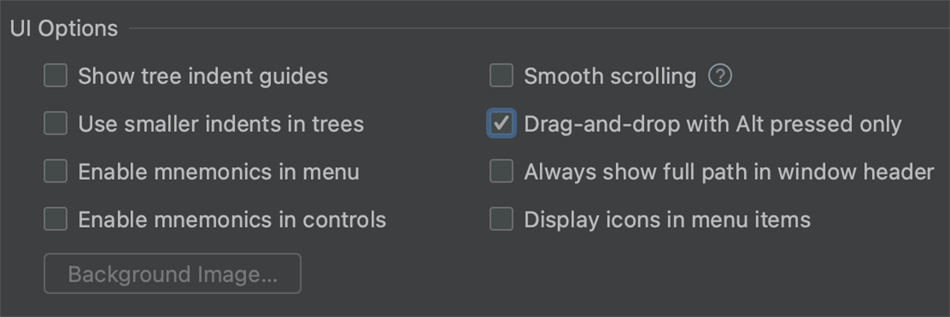 UI Options
Show tree indent guides
Smooth scrolling ?
Use smaller indents in trees
Drag-and-drop with Alt pressed only
Enable mnemonics in menu
Always show full path in window header
Enable mnemonics in controls
Display icons in menu items
Background Image...